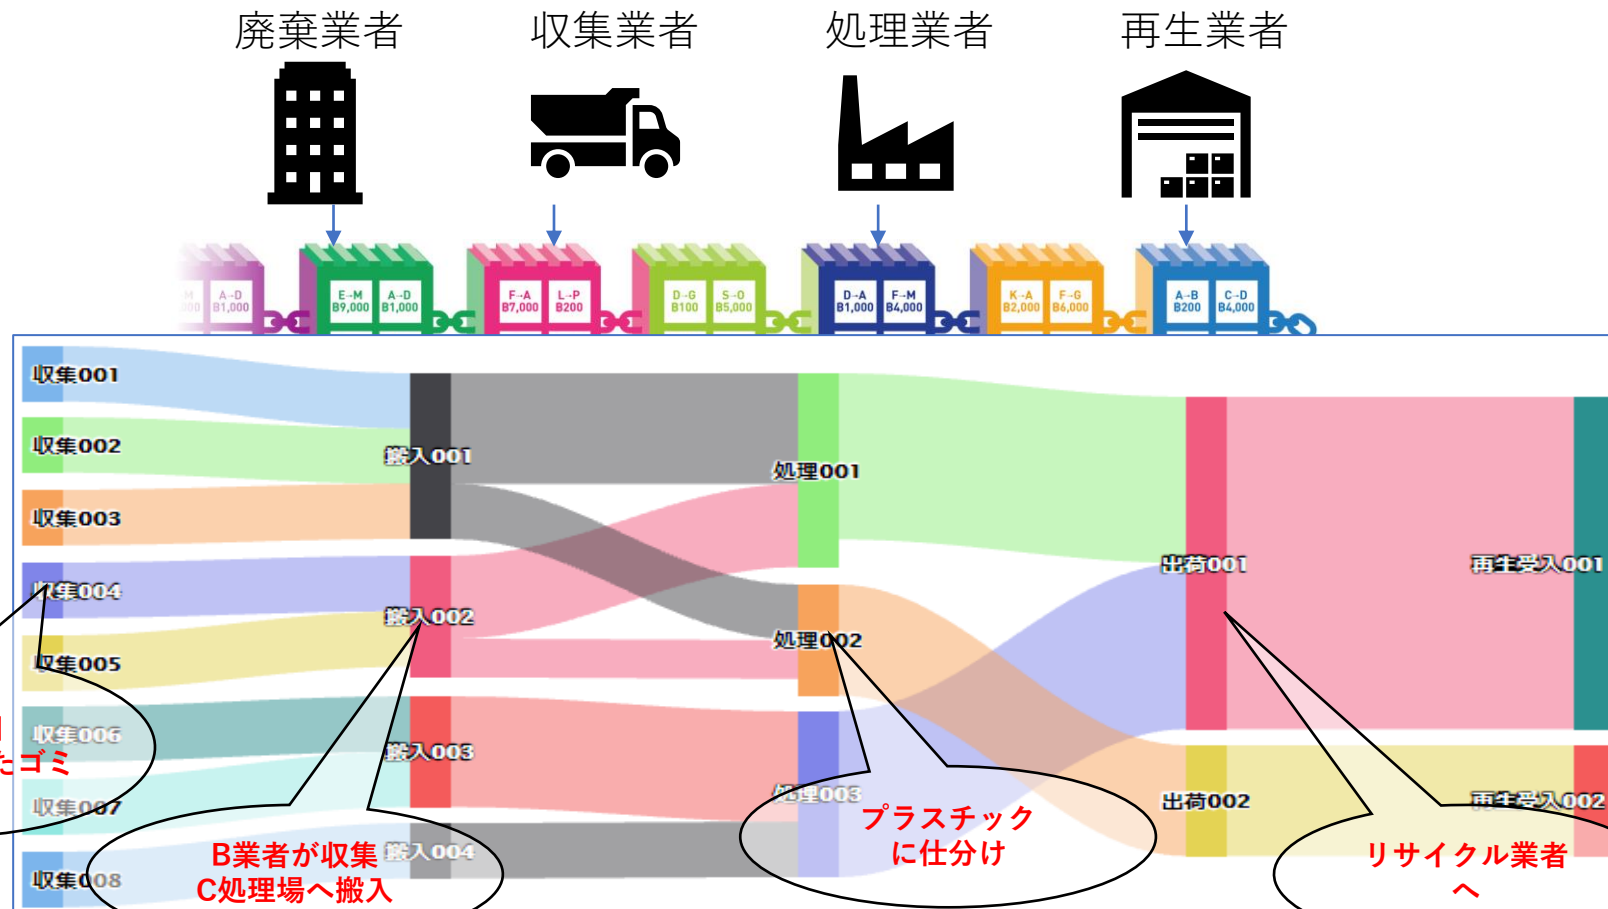 廃棄業者 収集業者 処理業者 再生業者
A→D
B1,000
E→M
B9,000
A→D
B1,000
F→A
B7,000
L→P
B200
D→G
B100
S→O
B5,000
D→A
B1,000
F→M
B4,000
K→A
B2,000
F→G
B6,000
A→B
B200
C→D
B4,000
収集001
収集002
収集003
収集004
収集005
収集006
収集007
収集008
搬入001
搬入002
搬入003
搬入004
処理001
処理002
処理003
出荷001
出荷002
再生受入001
再生受入002
たゴミ
B業者が収集
C処理場へ搬入
プラスチック
に仕分け
リサイクル業者
へ